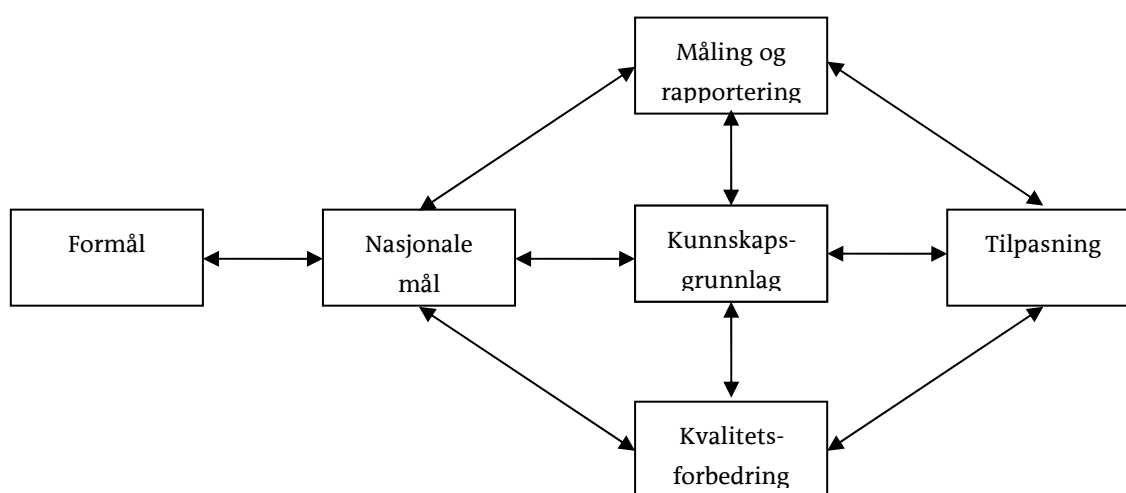 Måling og
rapportering
Formål
Nasjonale
mål
Kunnskaps-
grunnlag
Tilpasning
Kvalitets-
forbedring